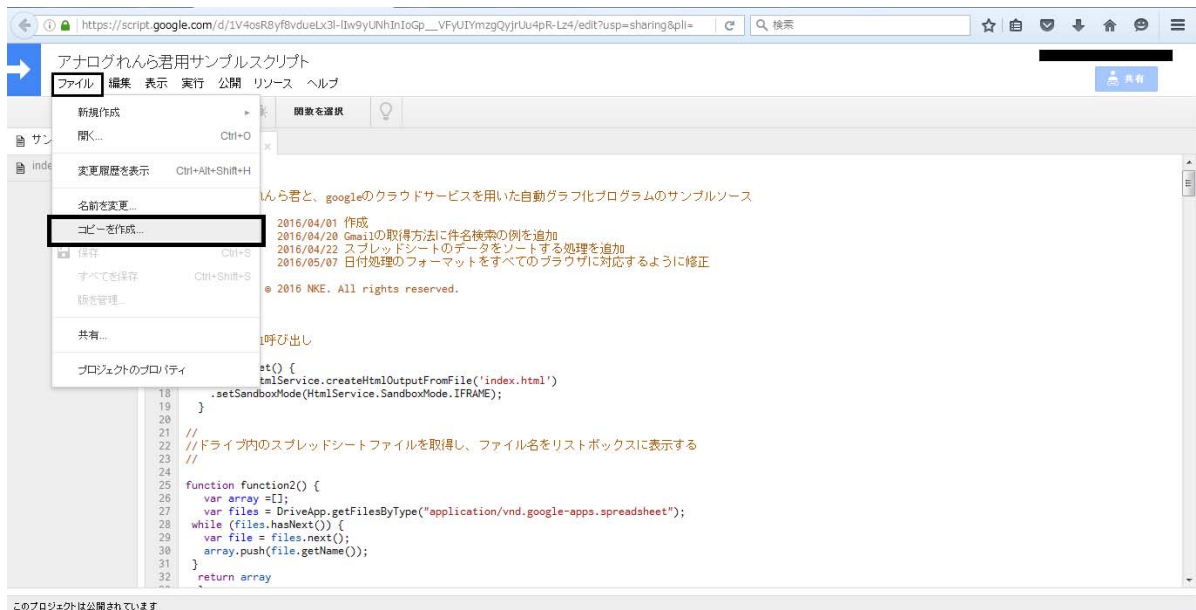 https://script.google.com/d/1V4osR8yf8vdueLx3l-lIw9yUNhInIoGp__VFyUIYmzgQyjrUu4pR-Lz4/edit?usp=sharing&pli=
検索
アナログれんら君用サンプルスクリプト
ファイル 編集 表示 実行 公開 リソース ヘルプ
共有
関数を選択
サン
inde
新規作成
開く... Ctrl+O
変更履歴を表示 Ctrl+Alt+Shift+H
名前を変更...
コピーを作成...
保存 Ctrl+S
すべてを保存 Ctrl+Shift+S
版を管理...
共有...
プロジェクトのプロパティ
んら君と、googleのクラウドサービスを用いた自動グラフ化プログラムのサンプルソース
2016/04/01 作成
2016/04/20 Gmailの取得方法に件名検索の例を追加
2016/04/22 スプレッドシートのデータをソートする処理を追加
2016/05/07 日付処理のフォーマットをすべてのブラウザに対応するように修正
© 2016 NKE. All rights reserved.
呼び出し
et() {
tmlService.createHtmlOutputFromFile('index.html')
18 .setSandboxMode(HtmlService.SandboxMode.IFRAME);
19 }
20
21 //
22 //ドライブ内のスプレッドシートファイルを取得し、ファイル名をリストボックスに表示する
23 //
24
25 function function2() {
26 var array =[];
27 var files = DriveApp.getFilesByType("application/vnd.google-apps.spreadsheet");
28 while (files.hasNext()) {
29 var file = files.next();
30 array.push(file.getName());
31 }
32 return array
このプロジェクトは公開されています